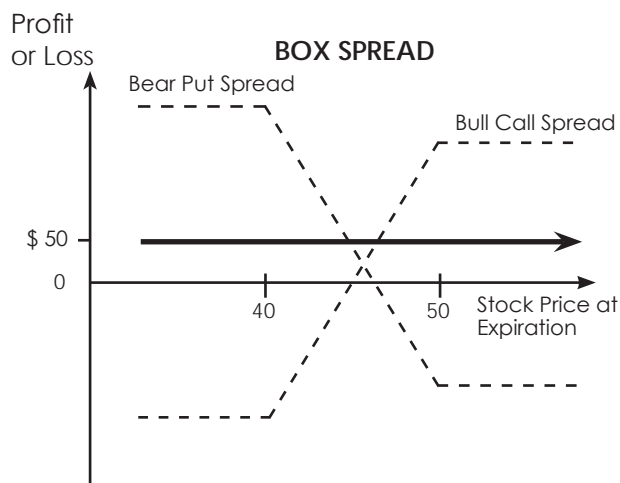 Profit
or Loss
BOX SPREAD
Bear Put Spread
Bull Call Spread
$ 50
0
40
50
Stock Price at
Expiration